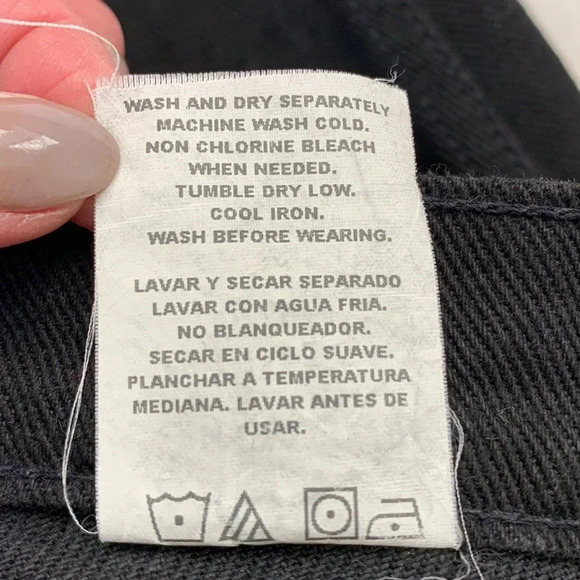 WASH AND DRY SEPARATELY
MACHINE WASH COLD.
NON CHLORINE BLEACH
WHEN NEEDED.
TUMBLE DRY LOW.
COOL IRON.
WASH BEFORE WEARING.
LAVAR Y SECAR SEPARADO
LAVAR CON AGUA FRIA.
NO BLANQUEADOR.
SECAR EN CICLO SUAVE.
PLANCHAR A TEMPERATURA
MEDIANA. LAVAR ANTES DE
USAR.